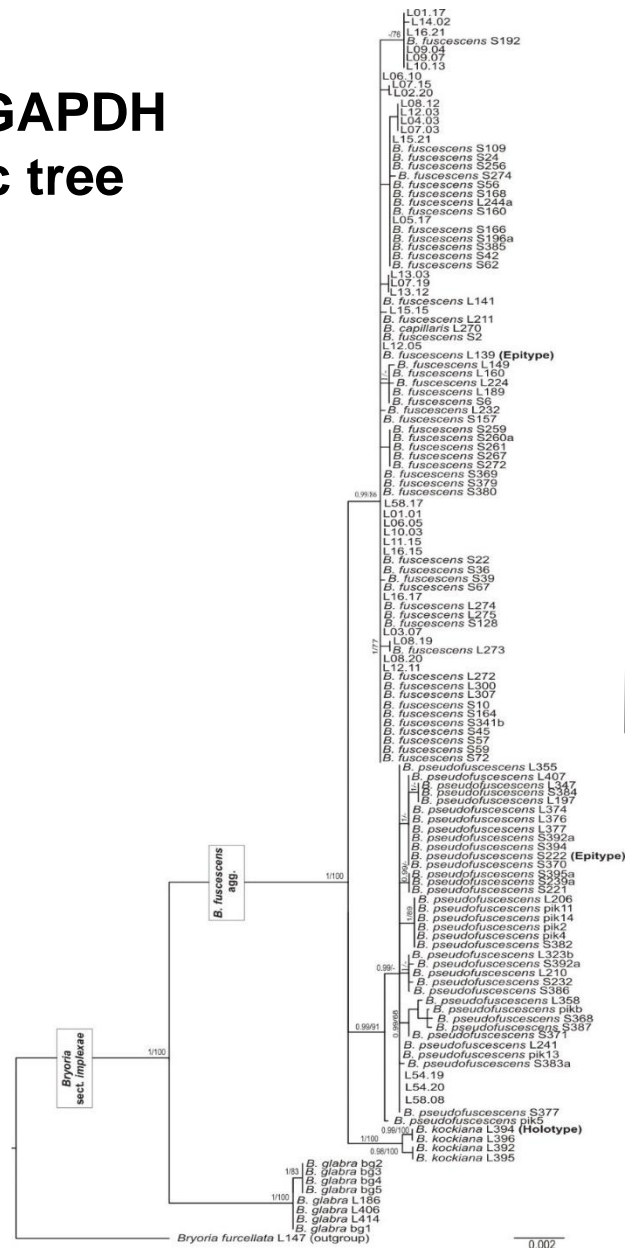 GAPDH
c tree
L01.17
L14.02
L16.21
-/76
B. fuscescens S192
L09.04
L09.07
L10.13
L06.10
L07.15
L02.20
L08.12
L12.03
L04.03
L07.03
L15.21
B. fuscescens S109
B. fuscescens S24
B. fuscescens S256
B. fuscescens S274
B. fuscescens S56
B. fuscescens S168
B. fuscescens L244a
B. fuscescens S160
L05.17
B. fuscescens S166
B. fuscescens S196a
B. fuscescens S385
B. fuscescens S42
B. fuscescens S62
L13.03
L07.19
L13.12
B. fuscescens L141
L15.15
B. fuscescens L211
B. capillaris L270
B. fuscescens S2
L12.05
B. fuscescens L139 (Epitype)
B. fuscescens L149
B. fuscescens L160
1/-
B. fuscescens L224
B. fuscescens L189
B. fuscescens S6
B. fuscescens L232
B. fuscescens S157
B. fuscescens S259
B. fuscescens S260a
B. fuscescens S261
B. fuscescens S267
B. fuscescens S272
B. fuscescens S369
B. fuscescens S379
B. fuscescens S380
L58.17
L01.01
L06.05
L10.03
L11.15
L16.15
B. fuscescens S22
B. fuscescens S36
B. fuscescens S39
B. fuscescens S67
L16.17
B. fuscescens L274
B. fuscescens L275
B. fuscescens S128
L03.07
L08.19
1/77
B. fuscescens L273
L08.20
L12.11
B. fuscescens L272
B. fuscescens L300
B. fuscescens L307
B. fuscescens S10
B. fuscescens S164
B. fuscescens S341b
B. fuscescens S45
B. fuscescens S57
B. fuscescens S59
B. fuscescens S72
B. pseudofuscescens L355
B. pseudofuscescens L407
B. pseudofuscescens L347
1/-
B. pseudofuscescens S384
B. pseudofuscescens L197
B. pseudofuscescens L374
B. pseudofuscescens L376
1/-
B. pseudofuscescens L377
B. pseudofuscescens S392a
B. pseudofuscescens S394
B. pseudofuscescens S222 (Epitype)
B. pseudofuscescens S370
B. pseudofuscescens S395a
B. pseudofuscescens S239a
B. pseudofuscescens S221
B. fuscescens
agg.
1/100
B. pseudofuscescens L206
B. pseudofuscescens pik11
1/89
B. pseudofuscescens pik14
B. pseudofuscescens pik2
B. pseudofuscescens pik4
B. pseudofuscescens S382
B. pseudofuscescens L323b
B. pseudofuscescens S392a
0.99/-
1/-
B. pseudofuscescens L210
B. pseudofuscescens S232
B. pseudofuscescens S386
B. pseudofuscescens L358
B. pseudofuscescens pikb
0.99/68
B. pseudofuscescens S368
B. pseudofuscescens S387
B. pseudofuscescens S371
0.99/91
B. pseudofuscescens L241
B. pseudofuscescens pik13
B. pseudofuscescens S383a
Bryoria
sect. implexae
1/100
L54.19
L54.20
L58.08
B. pseudofuscescens S377
B. pseudofuscescens pik5
0.99/100
B. kockiana L394 (Holotype)
1/100
B. kockiana L396
B. kockiana L392
0.98/100
B. kockiana L395
B. glabra bg2
1/83
B. glabra bg3
B. glabra bg4
B. glabra bg5
1/100
B. glabra L186
B. glabra L406
B. glabra L414
B. glabra bg1
Bryoria furcellata L147 (outgroup)
0.002